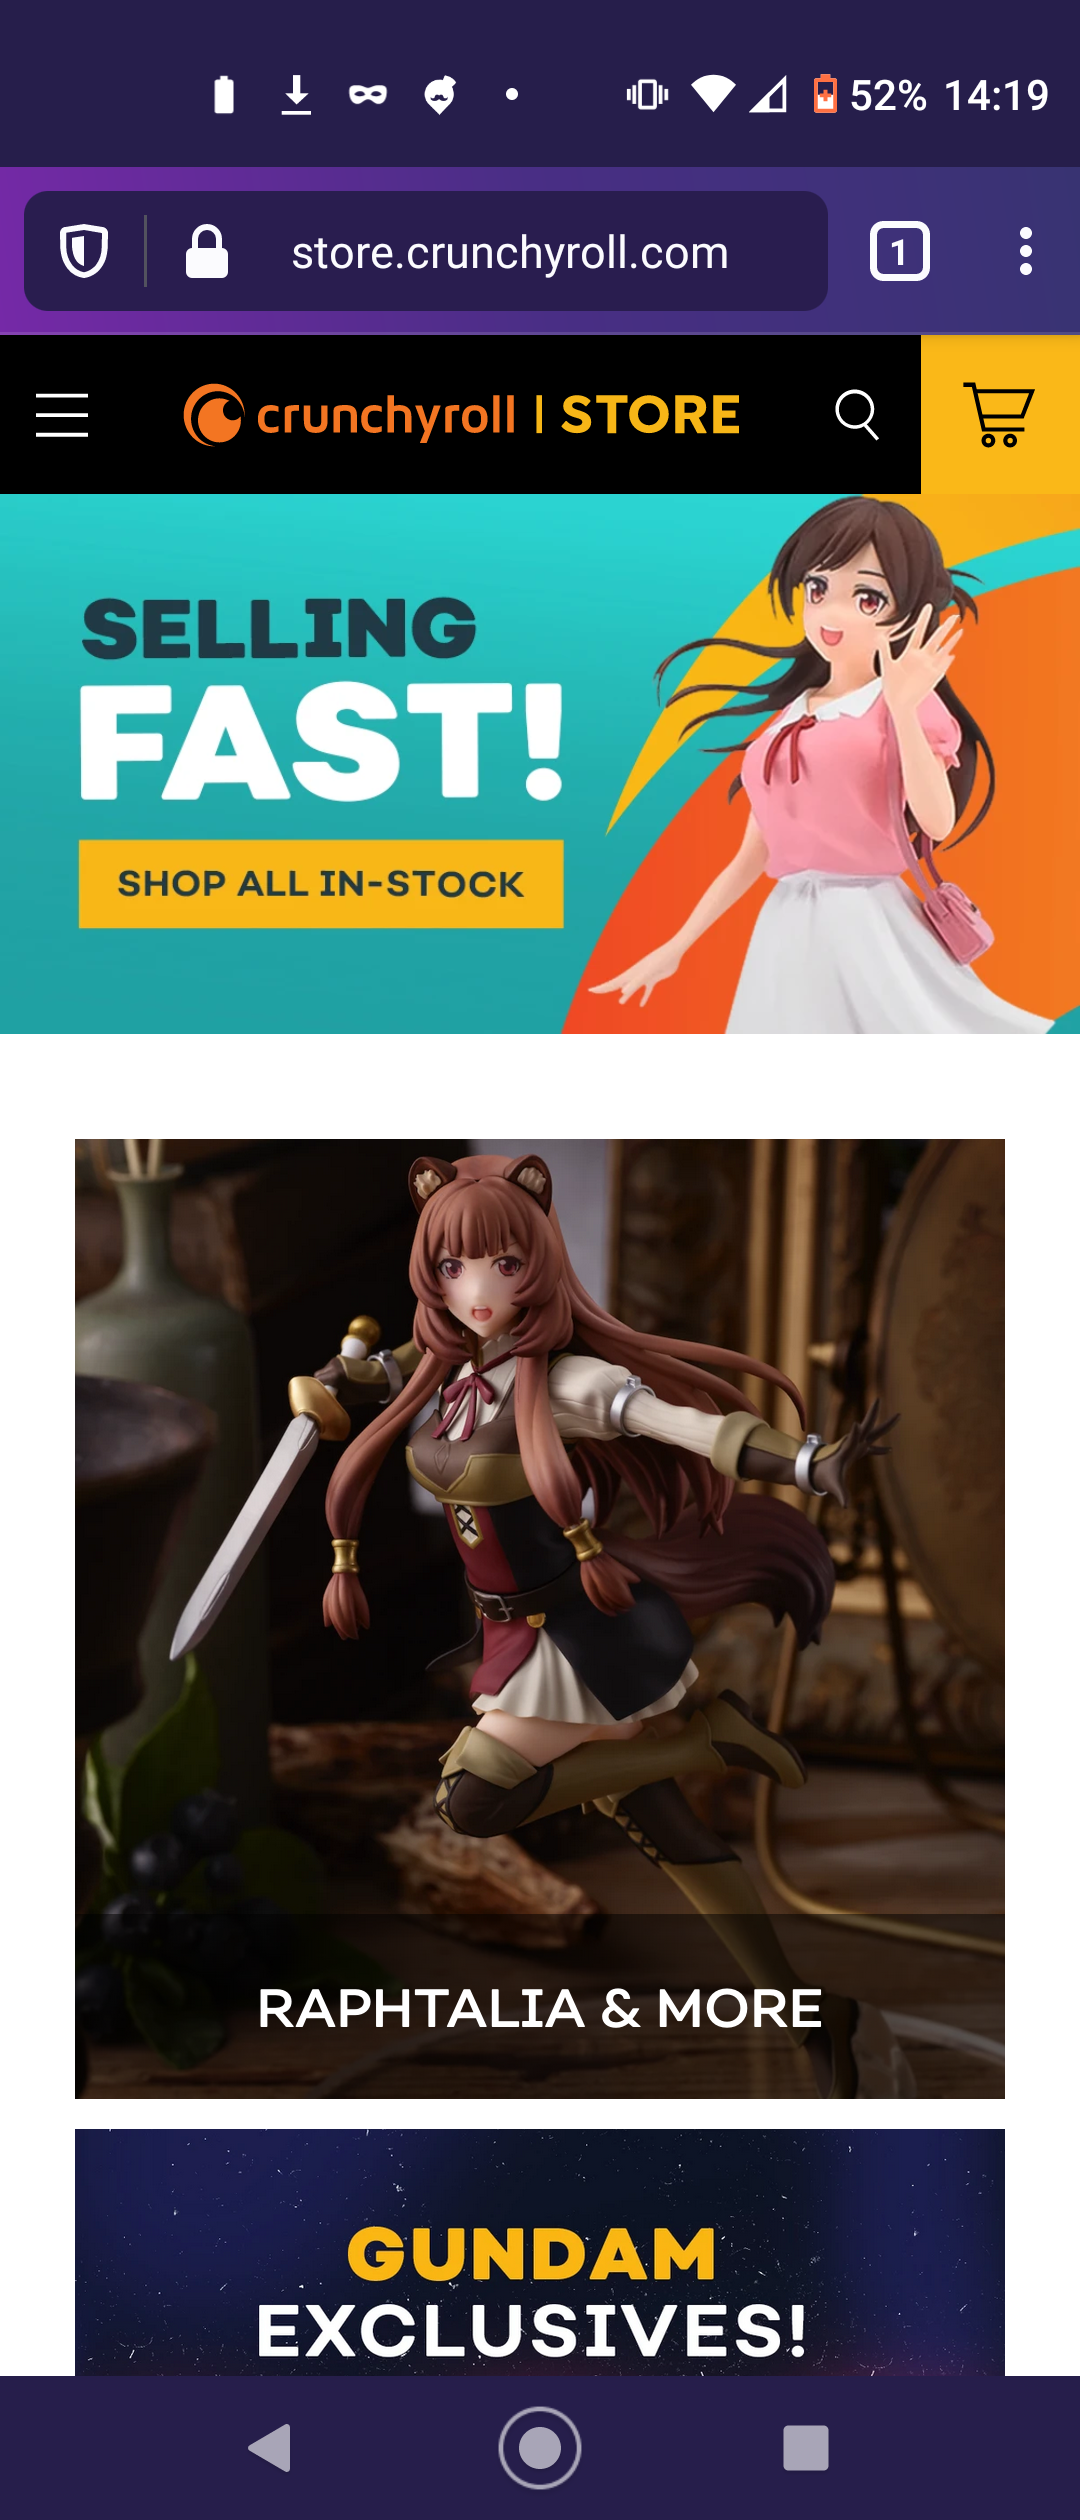 52% 14:19
store.crunchyroll.com
1
crunchyroll | STORE
SELLING
FAST!
SHOP ALL IN-STOCK
RAPHTALIA & MORE
GUNDAM
EXCLUSIVES!